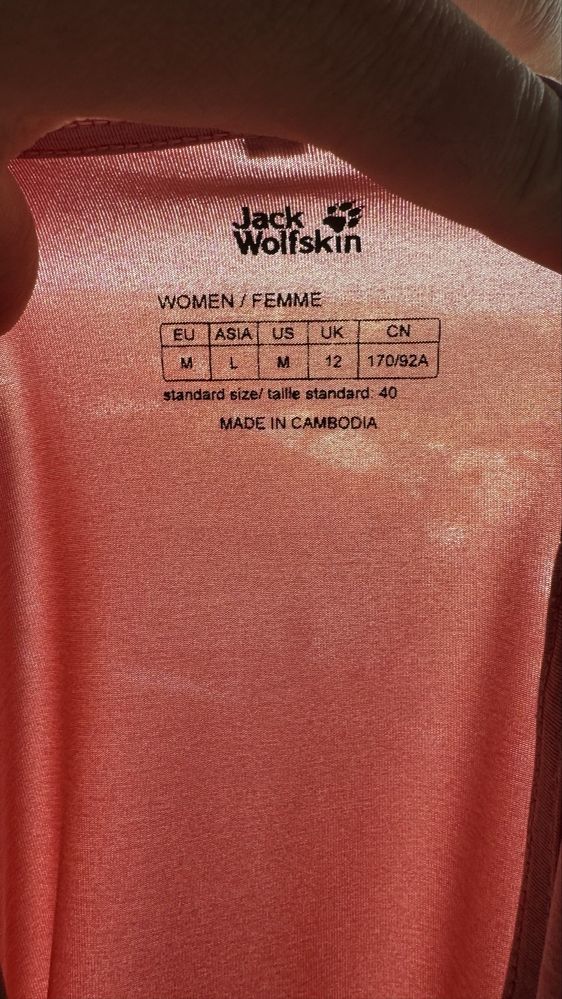 Jack
Wolfskin
WOMEN / FEMME
EU ASIA US UK CN
M L M 12 170/92A
standard size/ taille standard: 40
MADE IN CAMBODIA